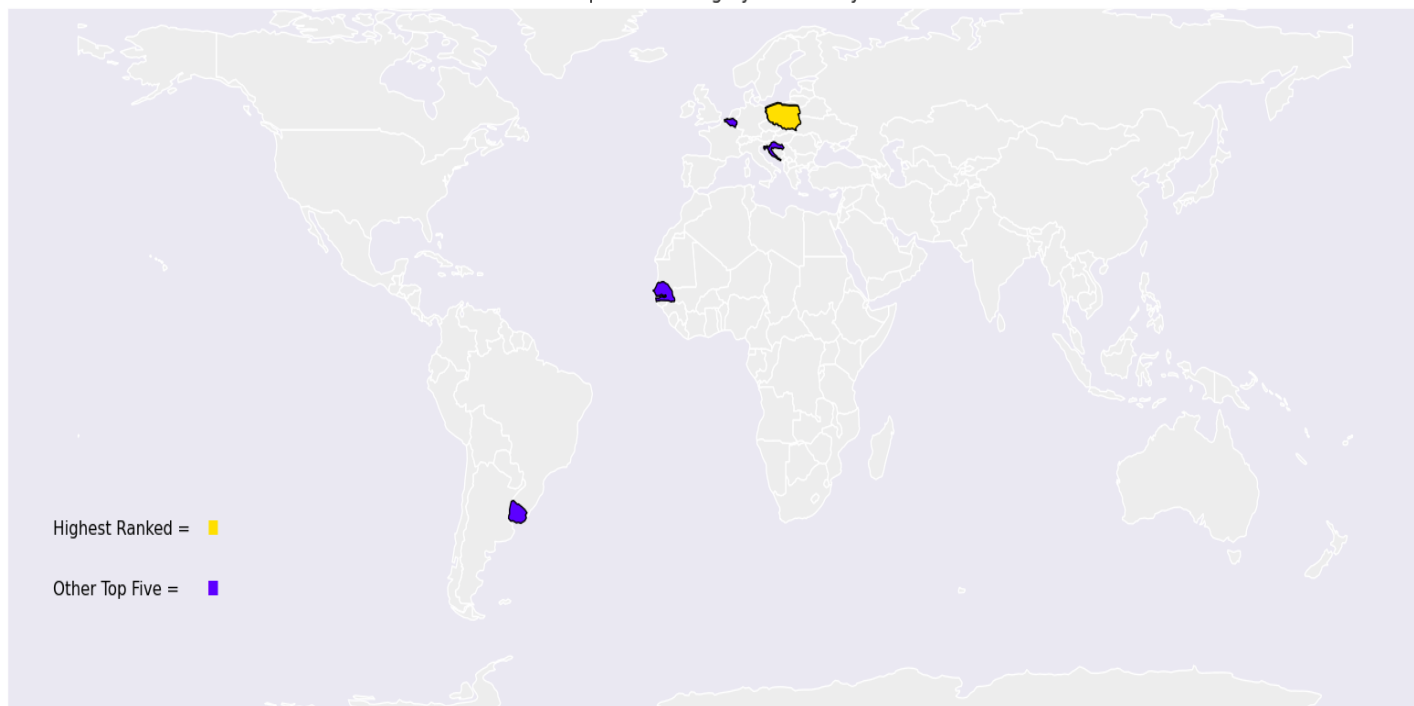 Highest Ranked =
Other Top Five =